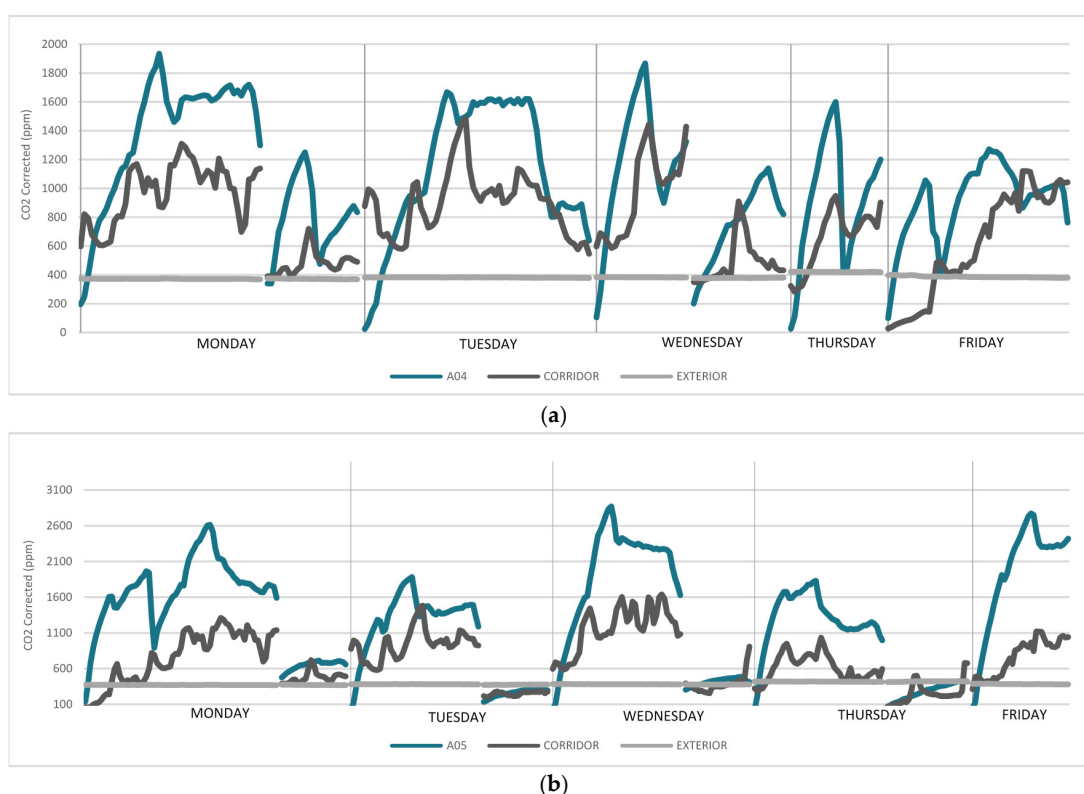 2000
1800
1600
1400
1200
1000
800
600
400
200
0
CO2 Corrected (ppm)
MONDAY TUESDAY WEDNESDAY THURSDAY FRIDAY
A04 CORRIDOR EXTERIOR
(a)
3100
2600
2100
1600
1100
600
100
CO2 Corrected (ppm)
MONDAY TUESDAY WEDNESDAY THURSDAY FRIDAY
A05 CORRIDOR EXTERIOR
(b)